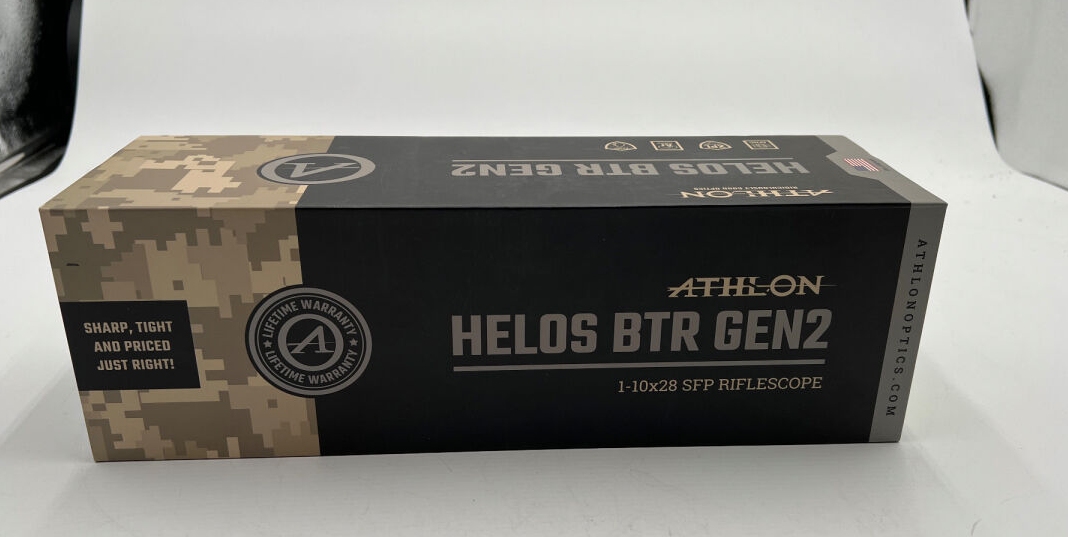 HELOS BTR GEN2
ATHLON
SHARP, TIGHT
AND PRICED
JUST RIGHT!
LIFETIME WARRANTY
LIFETIME WARRANTY
ATHLON
HELOS BTR GEN2
1-10x28 SFP RIFLESCOPE
ATHLONOPTICS.COM